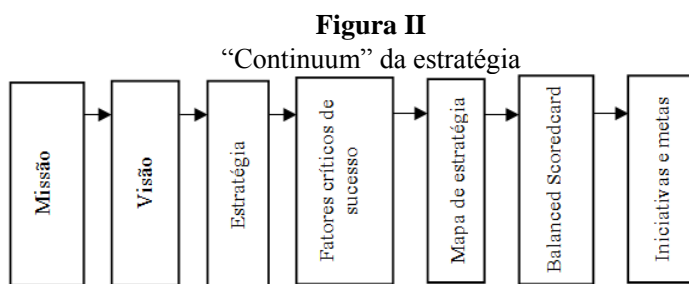 Figura II
“Continuum” da estratégia
Missão
Visão
Estratégia
Fatores críticos de
sucesso
Mapa de estratégia
Balanced Scoredcard
Iniciativas e metas